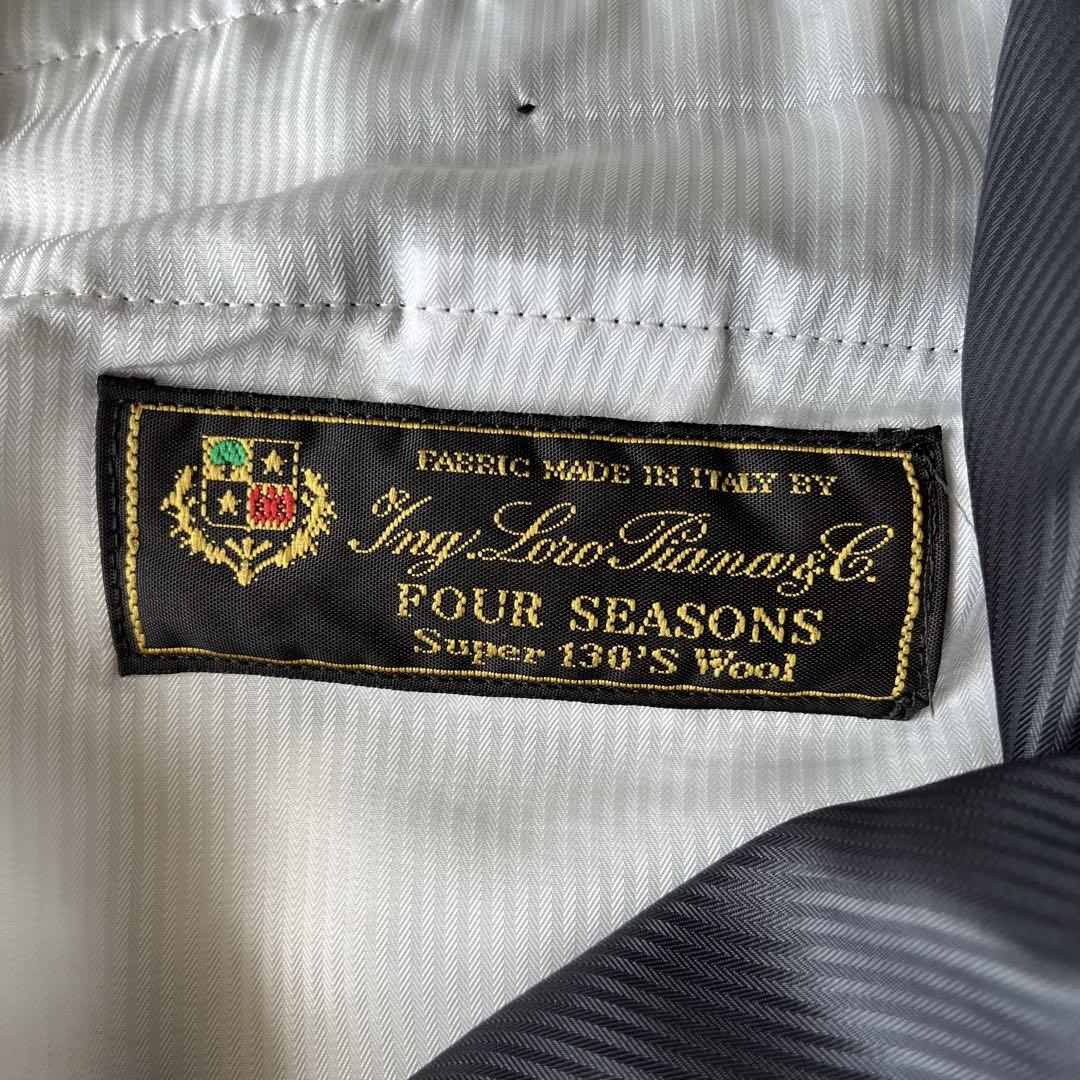 FABRIC MADE IN ITALY BY
Ing. Loro Piana & C.
FOUR SEASONS
Super 130'S Wool